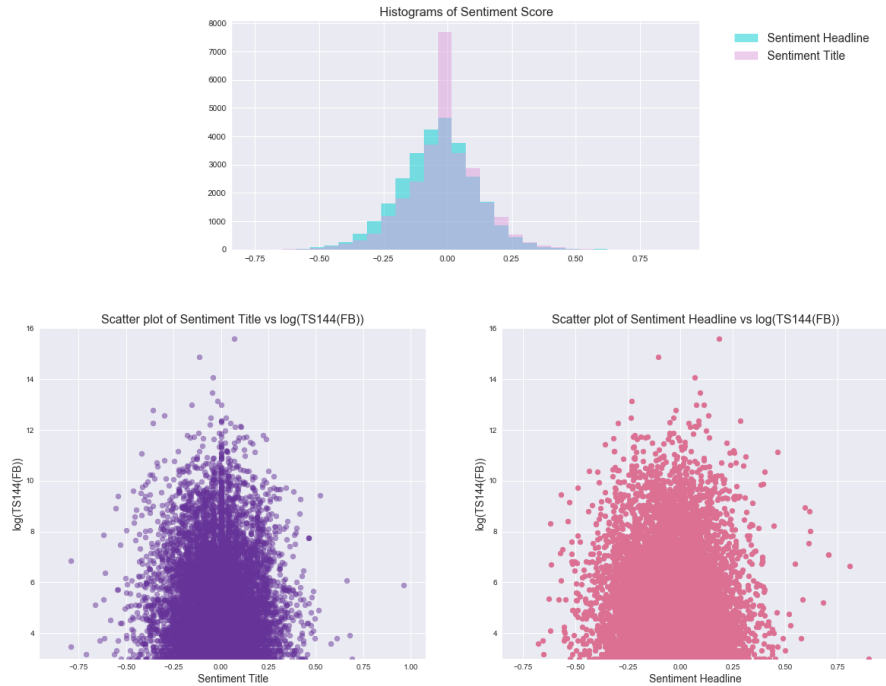 Histograms of Sentiment Score
8000
7000
6000
5000
4000
3000
2000
1000
0
−0.75 −0.50 −0.25 0.00 0.25 0.50 0.75
Sentiment Headline
Sentiment Title
Scatter plot of Sentiment Title vs log(TS144(FB))
16
14
12
10
8
6
4
log(TS144(FB))
−0.75 −0.50 −0.25 0.00 0.25 0.50 0.75 1.00
Sentiment Title
Scatter plot of Sentiment Headline vs log(TS144(FB))
16
14
12
10
8
6
4
log(TS144(FB))
−0.75 −0.50 −0.25 0.00 0.25 0.50 0.75
Sentiment Headline